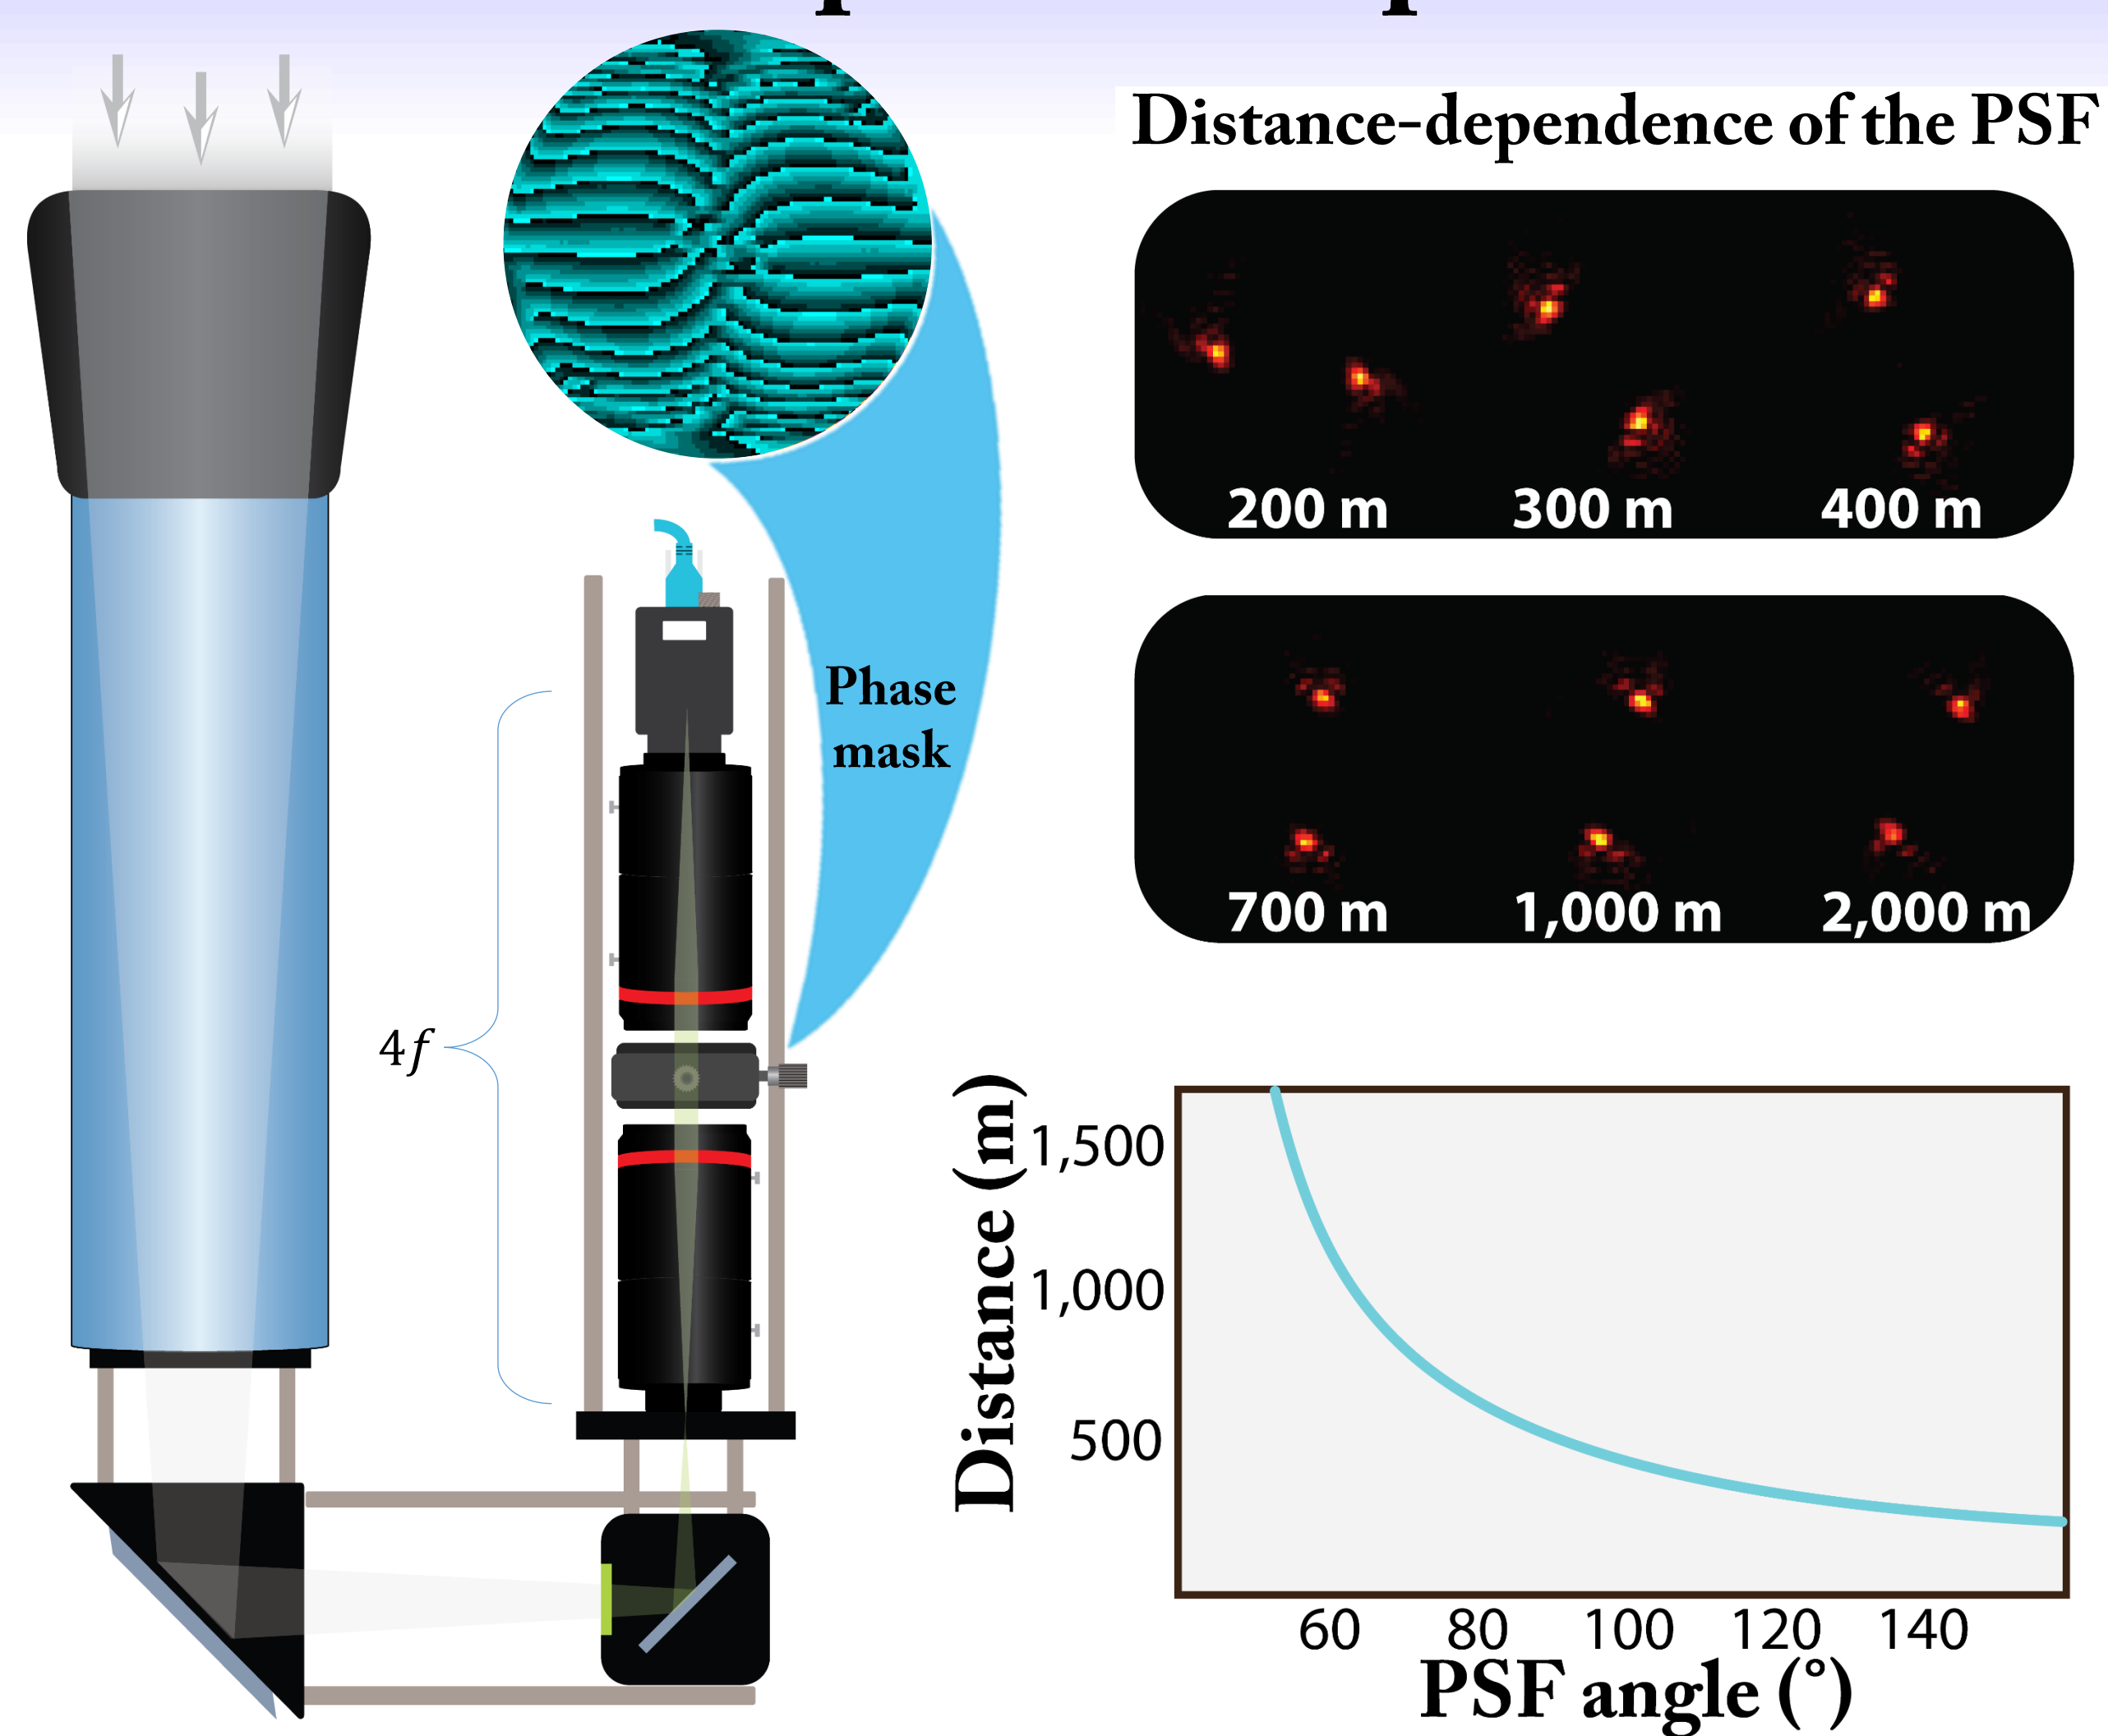 Distance-dependence of the PSF
200 m 300 m 400 m
700 m 1,000 m 2,000 m
Phase
mask
4f
Distance (m)
1,500
1,000
500
60 80 100 120 140
PSF angle (°)